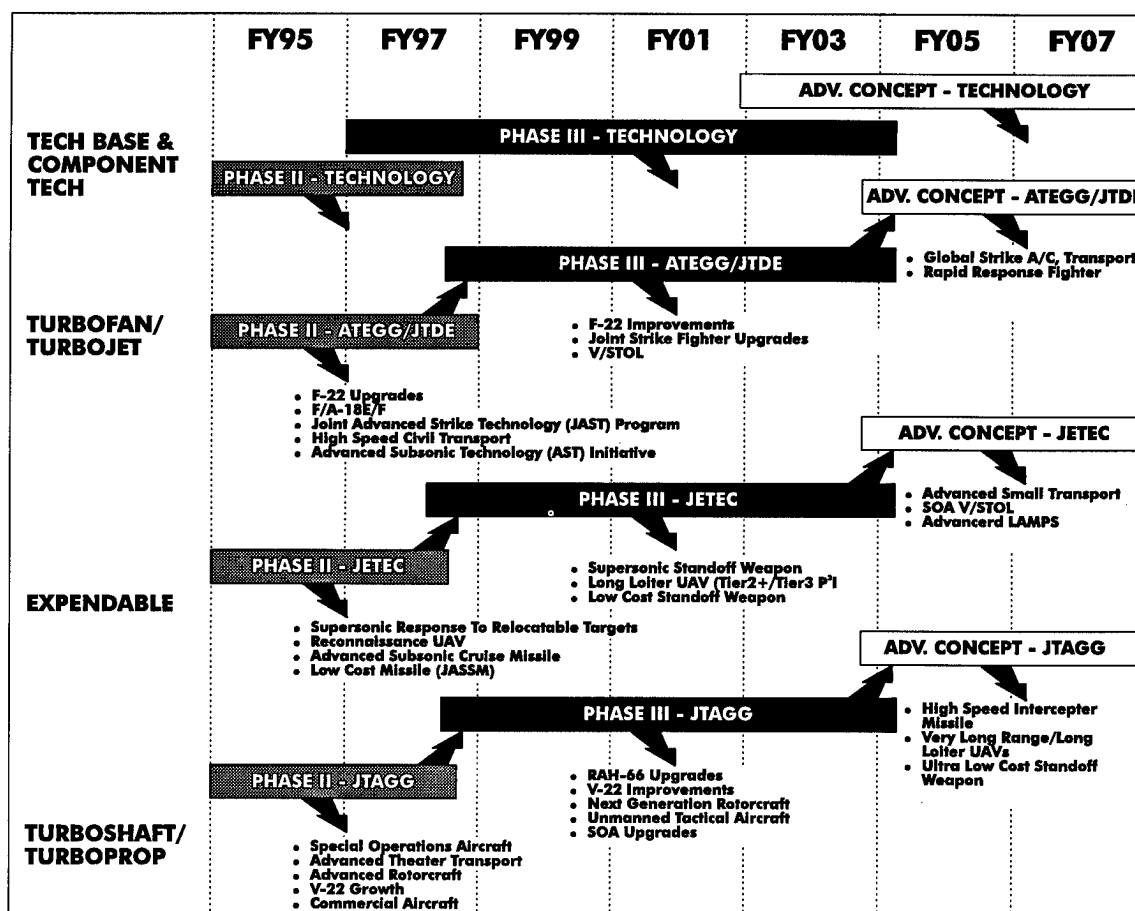 FY95 FY97 FY99 FY01 FY03 FY05 FY07
ADV. CONCEPT - TECHNOLOGY
TECH BASE &
COMPONENT
TECH
PHASE III - TECHNOLOGY
PHASE II - TECHNOLOGY
ADV. CONCEPT - ATEGG/JTDE
• Global Strike A/C, Transport
• Rapid Response Fighter
PHASE III - ATEGG/JTDE
TURBOFAN/
TURBOJET
PHASE II - ATEGG/JTDE
• F-22 Improvements
• Joint Strike Fighter Upgrades
• V/STOL
• F-22 Upgrades
• F/A-18E/F
• Joint Advanced Strike Technology (JAST) Program
• High Speed Civil Transport
• Advanced Subsonic Technology (AST) Initiative
ADV. CONCEPT - JETEC
• Advanced Small Transport
• SOA V/STOL
• Advancerd LAMPS
PHASE III - JETEC
EXPENDABLE
PHASE II - JETEC
• Supersonic Standoff Weapon
• Long Loiter UAV (Tier2+/Tier3 P³I
• Low Cost Standoff Weapon
• Supersonic Response To Relocatable Targets
• Reconnaissance UAV
• Advanced Subsonic Cruise Missile
• Low Cost Missile (JASSM)
ADV. CONCEPT - JTAGG
• High Speed Intercepter
Missile
• Very Long Range/Long
Loiter UAVs
• Ultra Low Cost Standoff
Weapon
PHASE III - JTAGG
PHASE II - JTAGG
• RAH-66 Upgrades
• V-22 Improvements
• Next Generation Rotorcraft
• Unmanned Tactical Aircraft
• SOA Upgrades
TURBOSHAFT/
TURBOPROP
• Special Operations Aircraft
• Advanced Theater Transport
• Advanced Rotorcraft
• V-22 Growth
• Commercial Aircraft